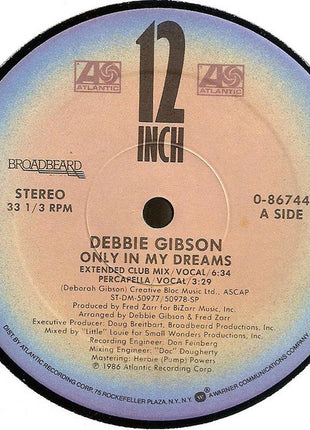 12
INCH
ATLANTIC
ATLANTIC
BROADBEARD
STEREO
33 1/3 RPM
0-86744
A SIDE
DEBBIE GIBSON
ONLY IN MY DREAMS
EXTENDED CLUB MIX/VOCAL/6:34
PERCAPELLA/VOCAL/3:29
(Deborah Gibson) Creative Bloc Music Ltd., ASCAP
ST-DM-50977/50978-SP
Produced by Fred Zarr for BiZarr Music, Inc.
Arranged by Debbie Gibson & Fred Zarr
Executive Producer: Doug Breitbart, Broadbeard Productions, Inc.
Mixed by "Little" Louie for Small Wonders Productions, Inc.
Recording Engineer: Don Feinberg
Mixing Engineer: "Doc" Dougherty
Mastering: Herbie (Pump) Powers
℗ 1986 Atlantic Recording Corp.
DIST. BY ATLANTIC RECORDING CORP. 75 ROCKEFELLER PLAZA, N.Y., N.Y. W A WARNER COMMUNICATIONS COMPANY